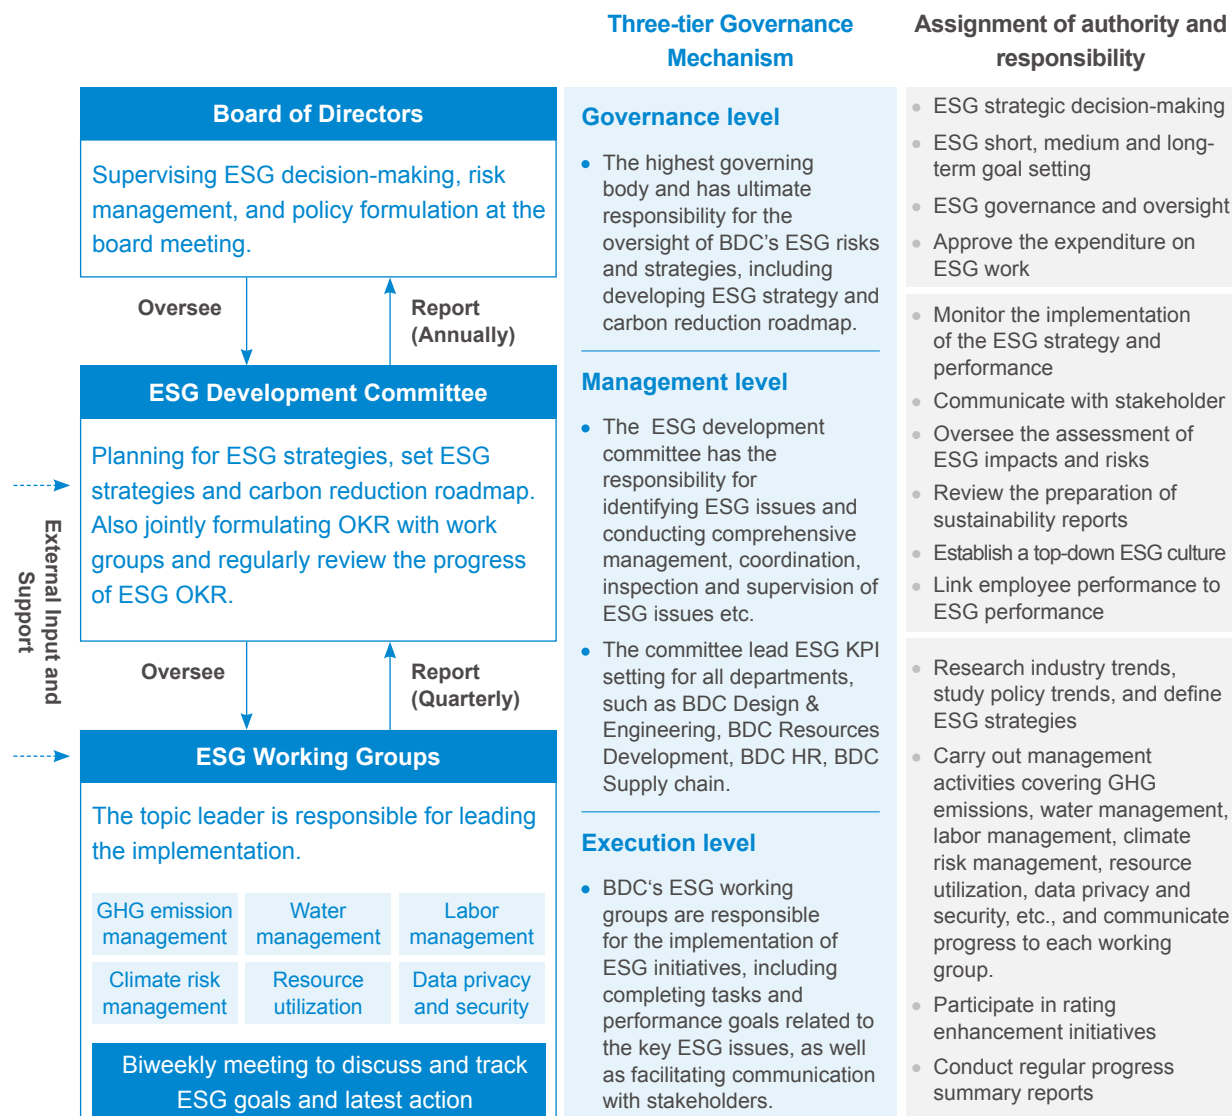 Three-tier Governance
Mechanism
Assignment of authority and
responsibility
Board of Directors
Supervising ESG decision-making, risk
management, and policy formulation at the
board meeting.
Oversee
Report
(Annually)
ESG Development Committee
Planning for ESG strategies, set ESG
strategies and carbon reduction roadmap.
Also jointly formulating OKR with work
groups and regularly review the progress
of ESG OKR.
External Input and
Support
Oversee
Report
(Quarterly)
ESG Working Groups
The topic leader is responsible for leading
the implementation.
GHG emission
management
Water
management
Labor
management
Climate risk
management
Resource
utilization
Data privacy
and security
Biweekly meeting to discuss and track
ESG goals and latest action
Governance level
• The highest governing
body and has ultimate
responsibility for the
oversight of BDC's ESG risks
and strategies, including
developing ESG strategy and
carbon reduction roadmap.
Management level
• The ESG development
committee has the
responsibility for
identifying ESG issues and
conducting comprehensive
management, coordination,
inspection and supervision of
ESG issues etc.
• The committee lead ESG KPI
setting for all departments,
such as BDC Design &
Engineering, BDC Resources
Development, BDC HR, BDC
Supply chain.
Execution level
• BDC‘s ESG working
groups are responsible
for the implementation of
ESG initiatives, including
completing tasks and
performance goals related to
the key ESG issues, as well
as facilitating communication
with stakeholders.
• ESG strategic decision-making
• ESG short, medium and long-
term goal setting
• ESG governance and oversight
• Approve the expenditure on
ESG work
• Monitor the implementation
of the ESG strategy and
performance
• Communicate with stakeholder
• Oversee the assessment of
ESG impacts and risks
• Review the preparation of
sustainability reports
• Establish a top-down ESG culture
• Link employee performance to
ESG performance
• Research industry trends,
study policy trends, and define
ESG strategies
• Carry out management
activities covering GHG
emissions, water management,
labor management, climate
risk management, resource
utilization, data privacy and
security, etc., and communicate
progress to each working
group.
• Participate in rating
enhancement initiatives
• Conduct regular progress
summary reports